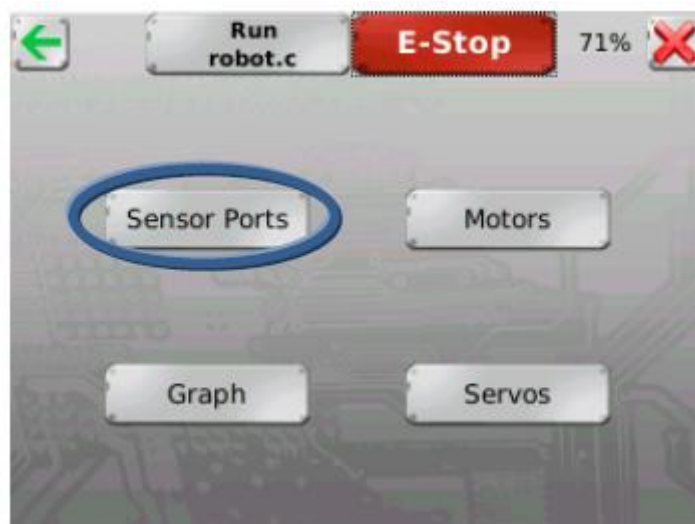 Run
robot.c
E-Stop
71%
Sensor Ports
Motors
Graph
Servos